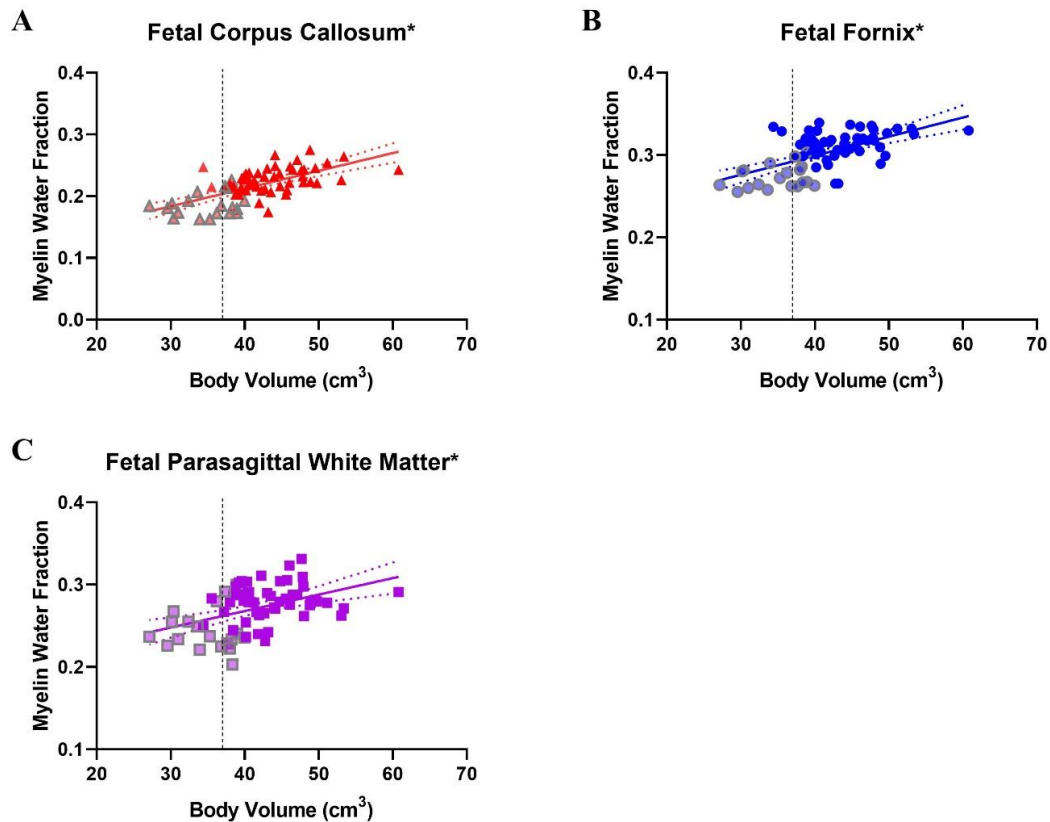 A
Fetal Corpus Callosum*
Myelin Water Fraction
0.4
0.3
0.2
0.1
0.0
20 30 40 50 60 70
Body Volume (cm³)
B
Fetal Fornix*
Myelin Water Fraction
0.4
0.3
0.2
0.1
20 30 40 50 60 70
Body Volume (cm³)
C
Fetal Parasagittal White Matter*
Myelin Water Fraction
0.4
0.3
0.2
0.1
20 30 40 50 60 70
Body Volume (cm³)